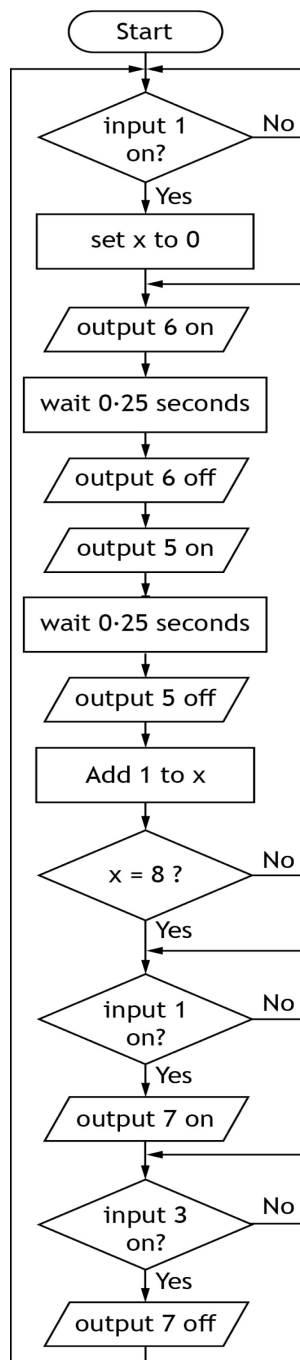 Start
input 1
on?
No
Yes
set x to 0
output 6 on
wait 0·25 seconds
output 6 off
output 5 on
wait 0·25 seconds
output 5 off
Add 1 to x
x = 8 ?
No
Yes
input 1
on?
No
Yes
output 7 on
input 3
on?
No
Yes
output 7 off